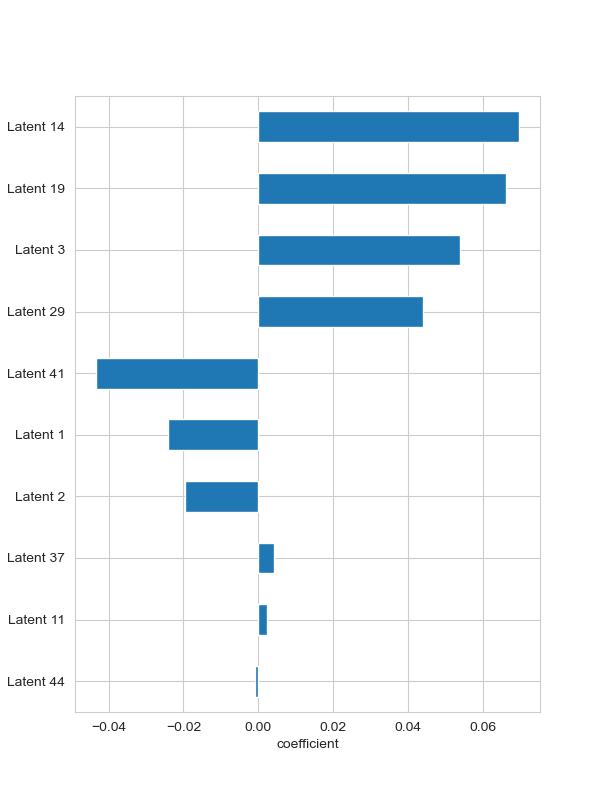 Latent 14
Latent 19
Latent 3
Latent 29
Latent 41
Latent 1
Latent 2
Latent 37
Latent 11
Latent 44
−0.04 −0.02 0.00 0.02 0.04 0.06
coefficient